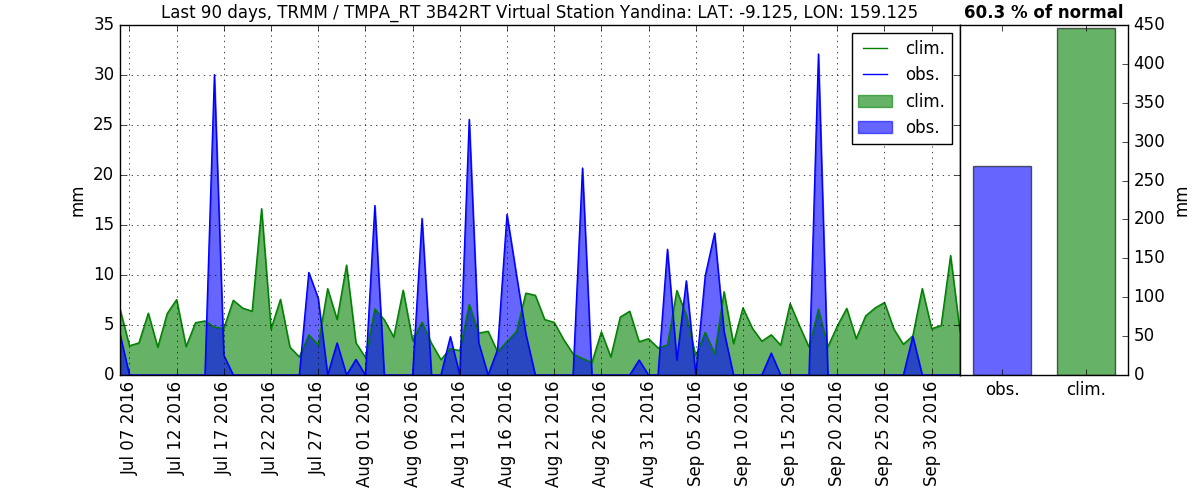 Last 90 days, TRMM / TMPA_RT 3B42RT Virtual Station Yandina: LAT: -9.125, LON: 159.125
60.3 % of normal
35
30
25
20
15
10
5
0
mm
clim.
obs.
clim.
obs.
450
400
350
300
250
200
150
100
50
0
mm
Jul 07 2016
Jul 12 2016
Jul 17 2016
Jul 22 2016
Jul 27 2016
Aug 01 2016
Aug 06 2016
Aug 11 2016
Aug 16 2016
Aug 21 2016
Aug 26 2016
Aug 31 2016
Sep 05 2016
Sep 10 2016
Sep 15 2016
Sep 20 2016
Sep 25 2016
Sep 30 2016
obs.
clim.